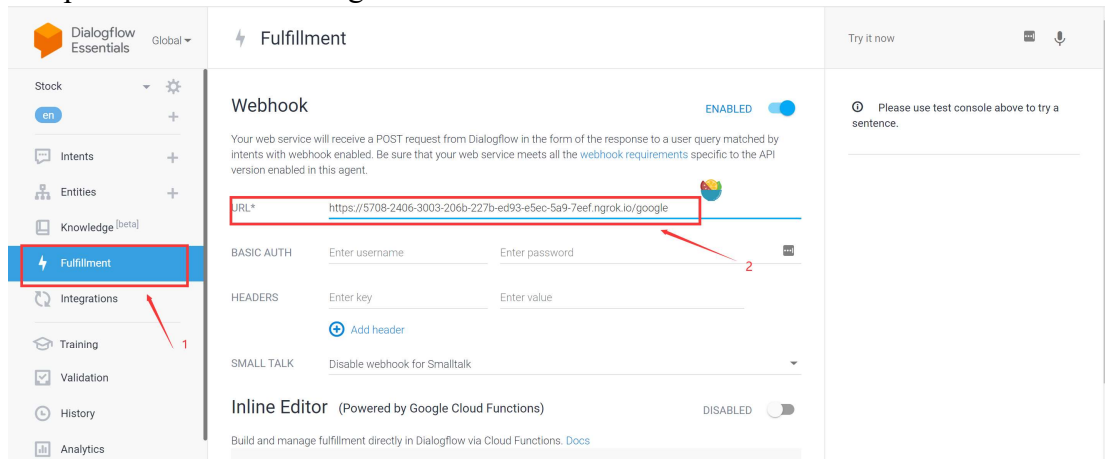 Dialogflow
Essentials
Global
Fulfillment
Try it now
Stock
en
Webhook
ENABLED
Please use test console above to try a
sentence.
Your web service will receive a POST request from Dialogflow in the form of the response to a user query matched by
intents with webhook enabled. Be sure that your web service meets all the webhook requirements specific to the API
version enabled in this agent.
Intents
Entities
Knowledge [beta]
Fulfillment
Integrations
Training
Validation
History
Analytics
1
URL*
https://5708-2406-3003-206b-227b-ed93-e5ec-5a9-7eef.ngrok.io/google
2
BASIC AUTH
Enter username
Enter password
HEADERS
Enter key
Enter value
Add header
SMALL TALK
Disable webhook for Smalltalk
Inline Editor (Powered by Google Cloud Functions)
DISABLED
Build and manage fulfillment directly in Dialogflow via Cloud Functions. Docs